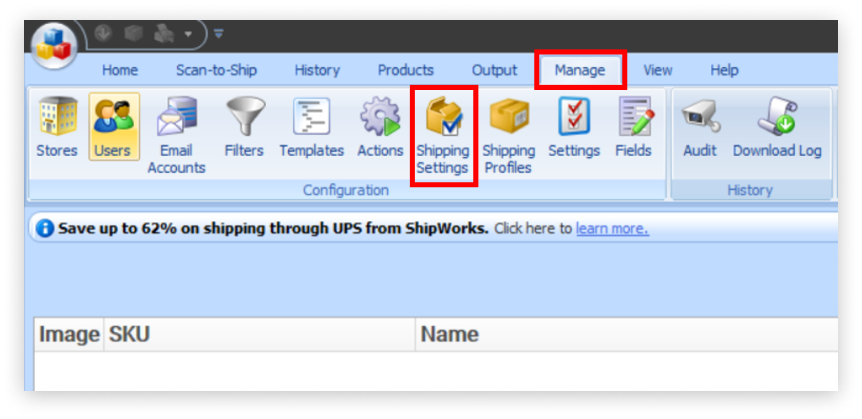 Home Scan-to-Ship History Products Output Manage View Help
Stores Users Email Accounts Filters Templates Actions Shipping Settings Shipping Profiles Settings Fields Audit Download Log
Configuration History
Save up to 62% on shipping through UPS from ShipWorks. Click here to learn more.
Image SKU Name